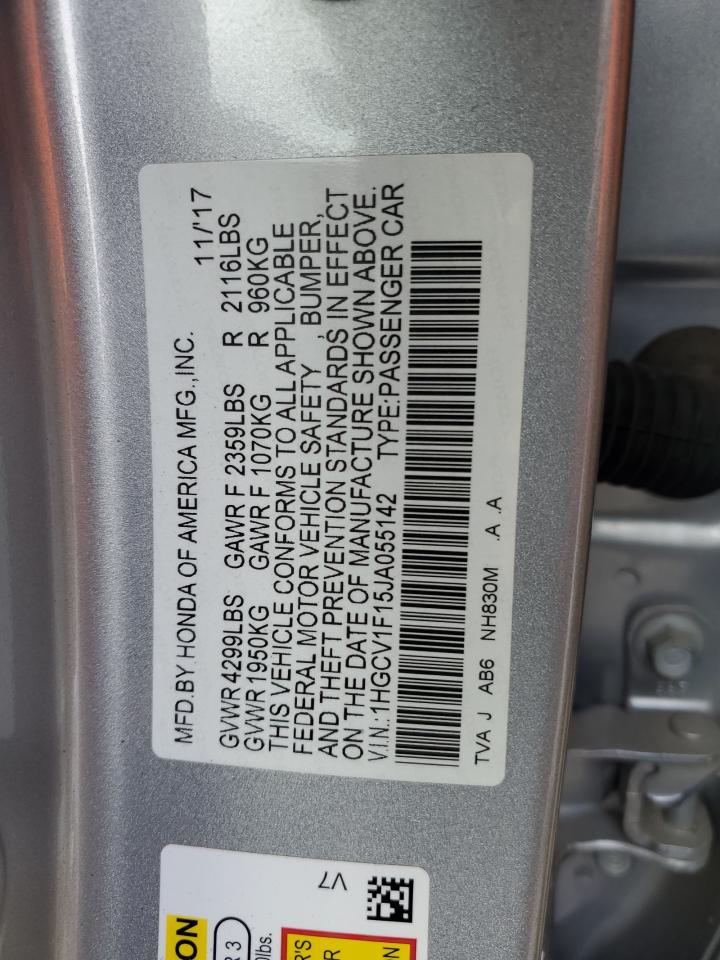 MFD.BY HONDA OF AMERICA MFG.,INC. 11/'17
GVWR 4299LBS GAWR F 2359LBS R 2116LBS
GVWR 1950KG GAWR F 1070KG R 960KG
THIS VEHICLE CONFORMS TO ALL APPLICABLE
FEDERAL MOTOR VEHICLE SAFETY , BUMPER,
AND THEFT PREVENTION STANDARDS IN EFFECT
ON THE DATE OF MANUFACTURE SHOWN ABOVE.
V.I.N.:1HGCV1F15JA055142 TYPE:PASSENGER CAR
TVA J AB6 NH830M .A .A
V7